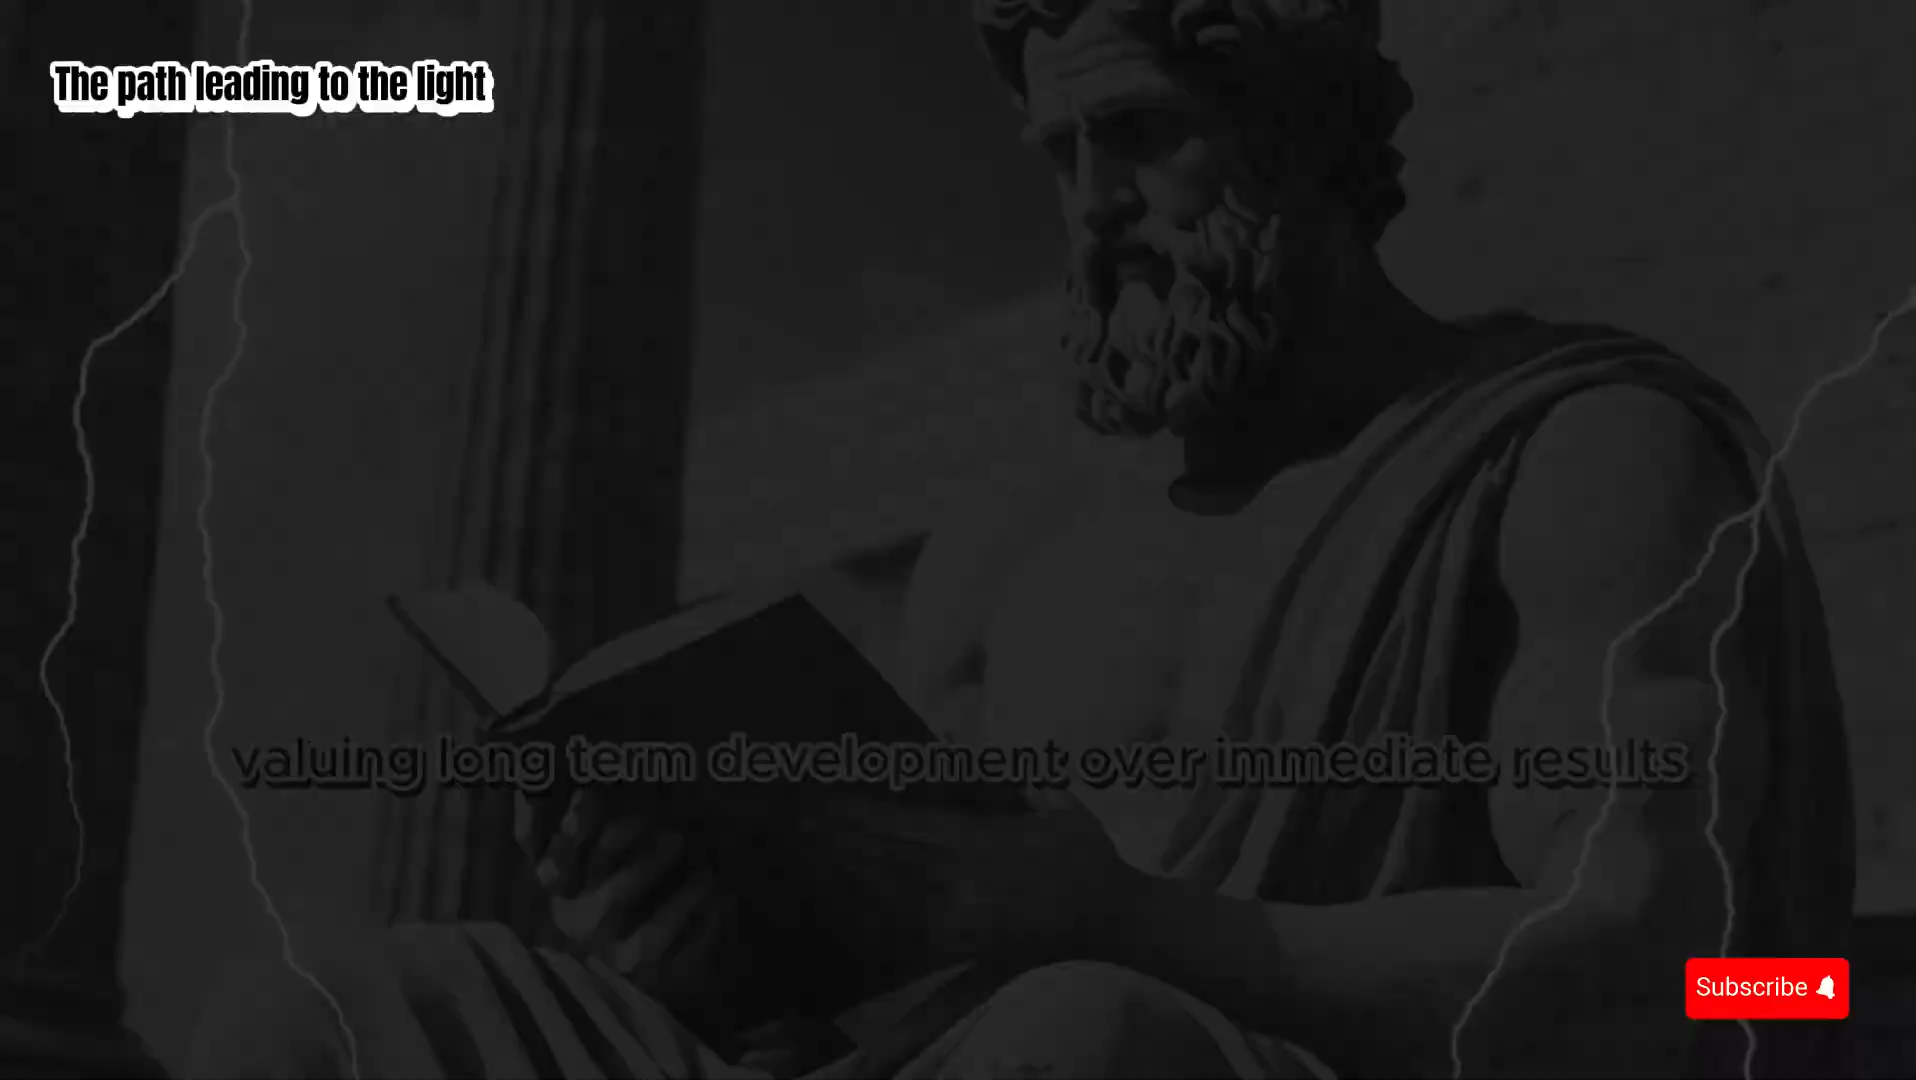 The path leading to the light
valuing long term development over immediate results
Subscribe